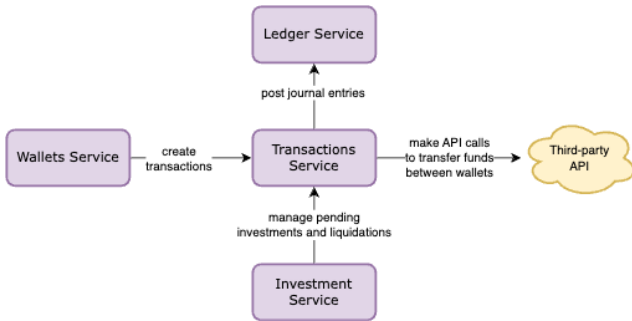 Ledger Service
post journal entries
Wallets Service
create
transactions
Transactions
Service
make API calls
to transfer funds
between wallets
Third-party
API
manage pending
investments and liquidations
Investment
Service